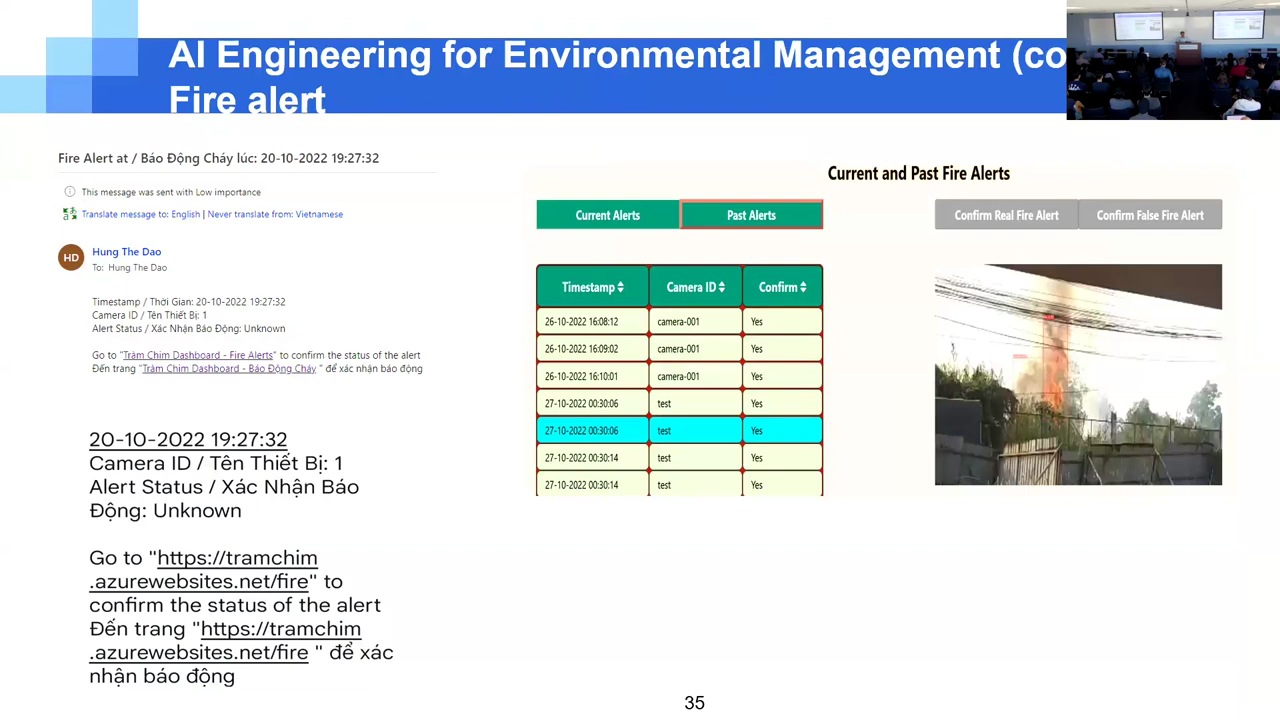 AI Engineering for Environmental Management (co
Fire alert
Fire Alert at / Báo Động Cháy lúc: 20-10-2022 19:27:32
This message was sent with Low importance
Translate message to: English | Never translate from: Vietnamese
HD
Hung The Dao
To: Hung The Dao
Timestamp / Thời Gian: 20-10-2022 19:27:32
Camera ID / Tên Thiết Bị: 1
Alert Status / Xác Nhận Báo Động: Unknown
Go to "Tràm Chim Dashboard - Fire Alerts" to confirm the status of the alert
Đến trang "Tràm Chim Dashboard - Báo Động Cháy " để xác nhận báo động
20-10-2022 19:27:32
Camera ID / Tên Thiết Bị: 1
Alert Status / Xác Nhận Báo
Động: Unknown
Go to "https://tramchim
.azurewebsites.net/fire" to
confirm the status of the alert
Đến trang "https://tramchim
.azurewebsites.net/fire " để xác
nhận báo động
Current and Past Fire Alerts
Current Alerts Past Alerts
Confirm Real Fire Alert Confirm False Fire Alert
Timestamp Camera ID Confirm
26-10-2022 16:08:12 camera-001 Yes
26-10-2022 16:09:02 camera-001 Yes
26-10-2022 16:10:01 camera-001 Yes
27-10-2022 00:30:06 test Yes
27-10-2022 00:30:06 test Yes
27-10-2022 00:30:14 test Yes
27-10-2022 00:30:14 test Yes
35